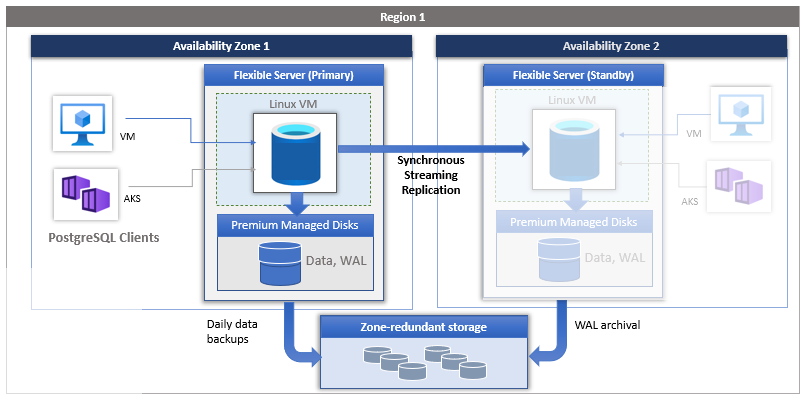 Region 1
Availability Zone 1
Flexible Server (Primary)
Linux VM
VM
AKS
PostgreSQL Clients
Premium Managed Disks
Data, WAL
Synchronous
Streaming
Replication
Availability Zone 2
Flexible Server (Standby)
Linux VM
VM
AKS
Premium Managed Disks
Data, WAL
Daily data
backups
Zone-redundant storage
WAL archival